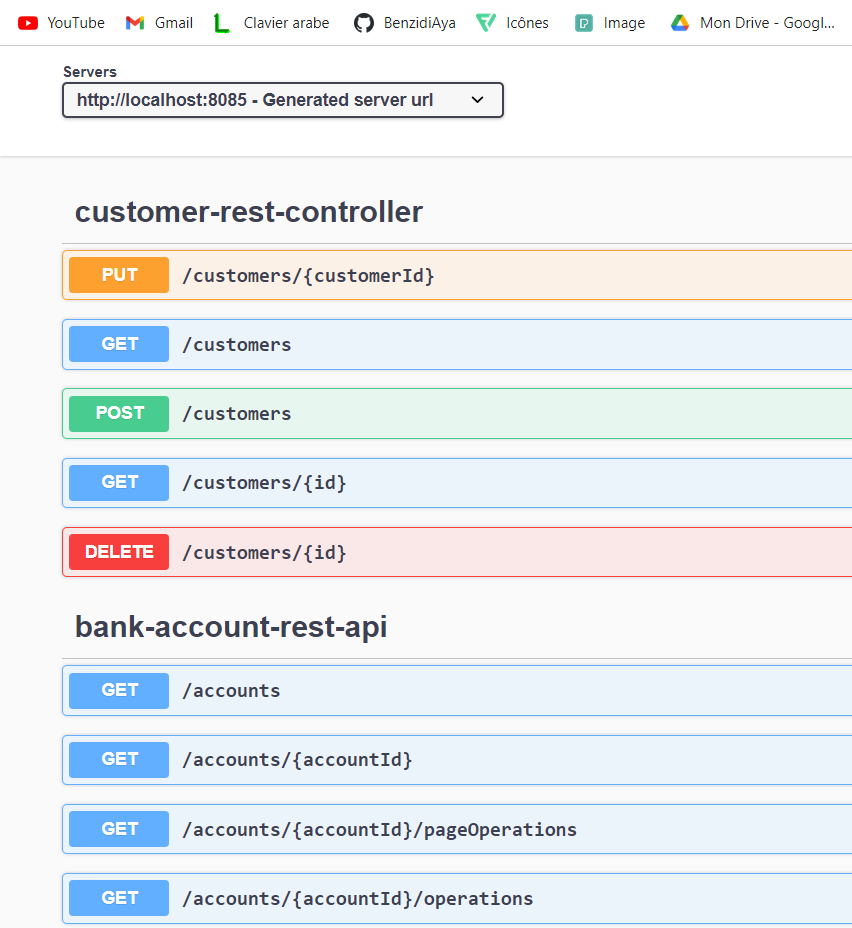 YouTube Gmail Clavier arabe BenzidiAya Icônes Image Mon Drive - Googl...
Servers
http://localhost:8085 - Generated server url
customer-rest-controller
PUT /customers/{customerId}
GET /customers
POST /customers
GET /customers/{id}
DELETE /customers/{id}
bank-account-rest-api
GET /accounts
GET /accounts/{accountId}
GET /accounts/{accountId}/pageOperations
GET /accounts/{accountId}/operations